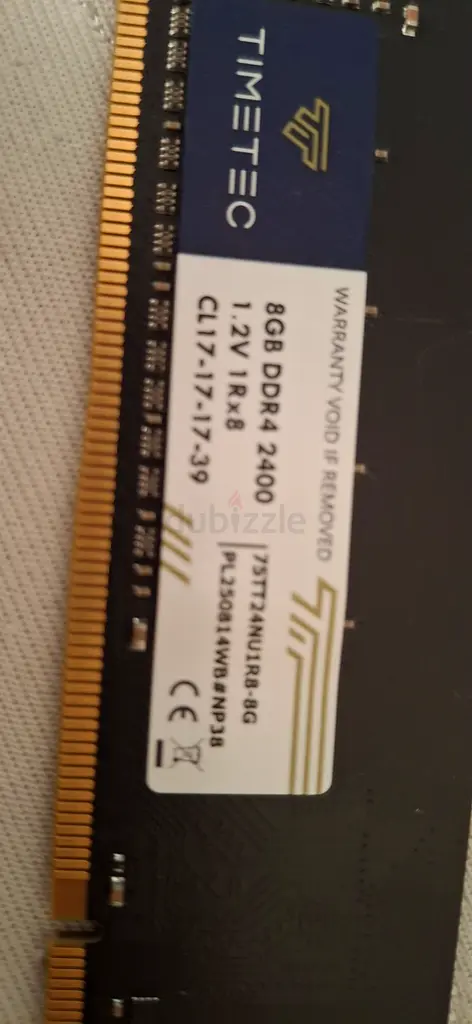 TIMETEC
WARRANTY VOID IF REMOVED
8GB DDR4 2400
1.2V 1Rx8
CL17-17-17-39
75TT24NU1R8-8G
PL250814WB#NP38
CE
dubizzle